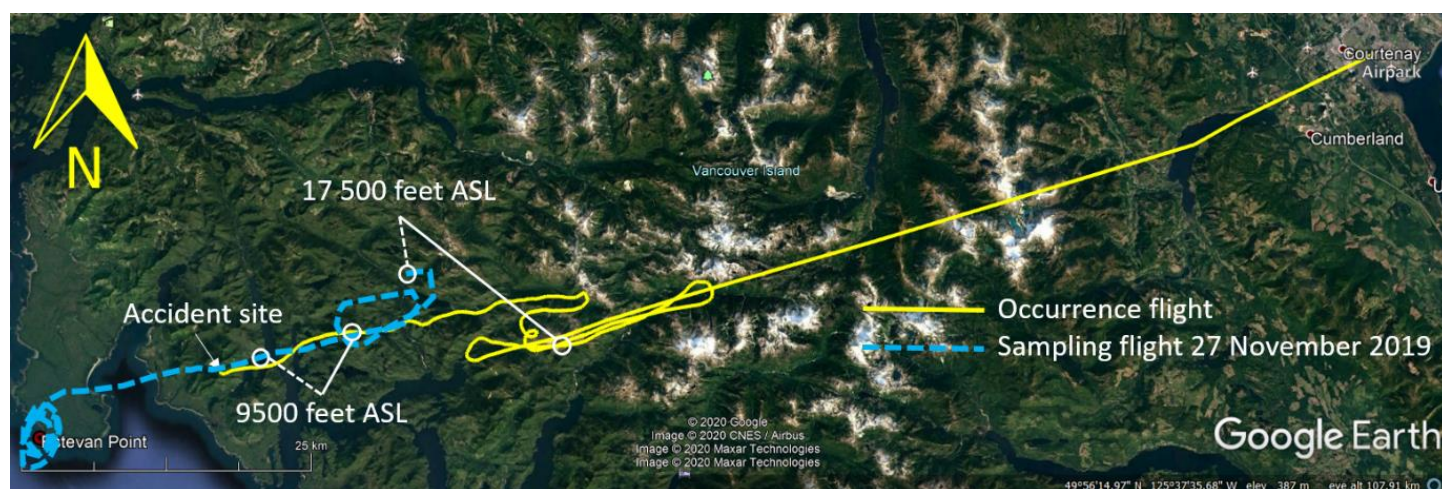 Courtenay
Airpark
Cumberland
N
17 500 feet ASL
Vancouver Island
Accident site
Occurrence flight
Sampling flight 27 November 2019
9500 feet ASL
Point
25 km
© 2020 Google
Image © 2020 CNES / Airbus
Image © 2020 Maxar Technologies
Image © 2020 Maxar Technologies
Google Earth
49°56'14.97" N 125°37'35.68" W elev 387 m eye alt 107.91 km